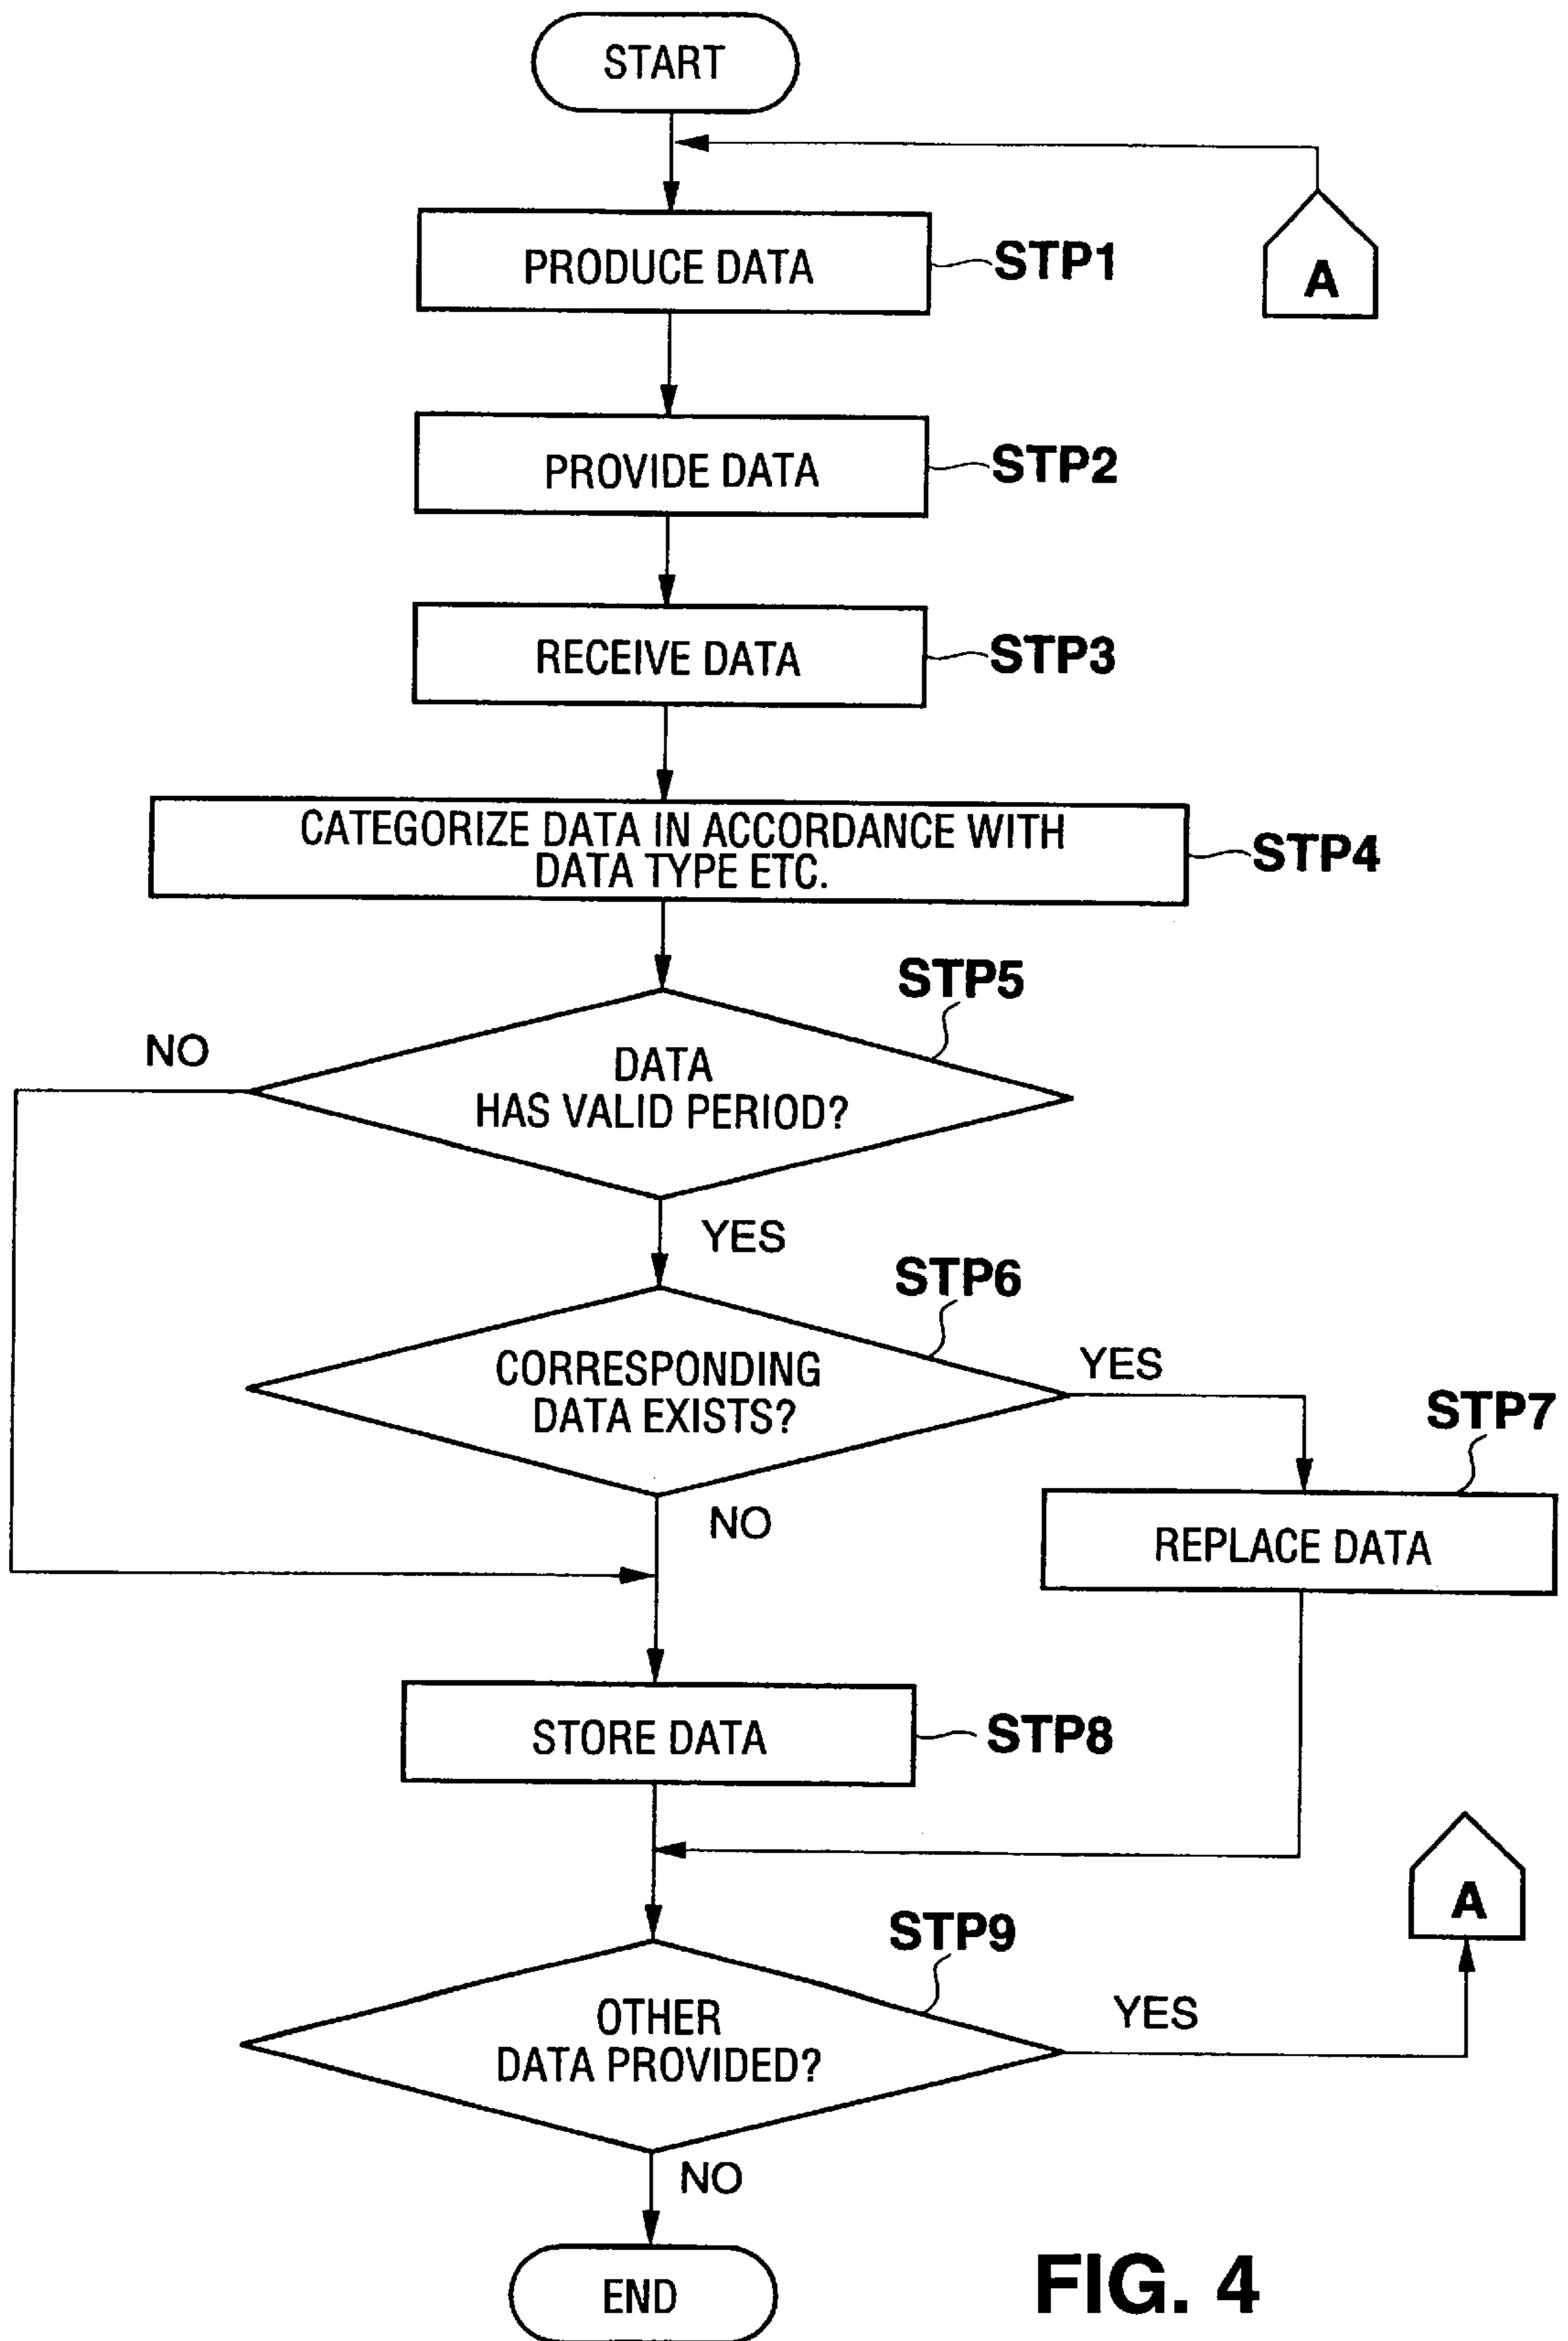 START
PRODUCE DATA
STP1
A
PROVIDE DATA
STP2
RECEIVE DATA
STP3
CATEGORIZE DATA IN ACCORDANCE WITH
DATA TYPE ETC.
STP4
STP5
NO
DATA
HAS VALID PERIOD?
YES
STP6
CORRESPONDING
DATA EXISTS?
YES
STP7
NO
REPLACE DATA
STORE DATA
STP8
A
STP9
OTHER
DATA PROVIDED?
YES
NO
END
FIG. 4